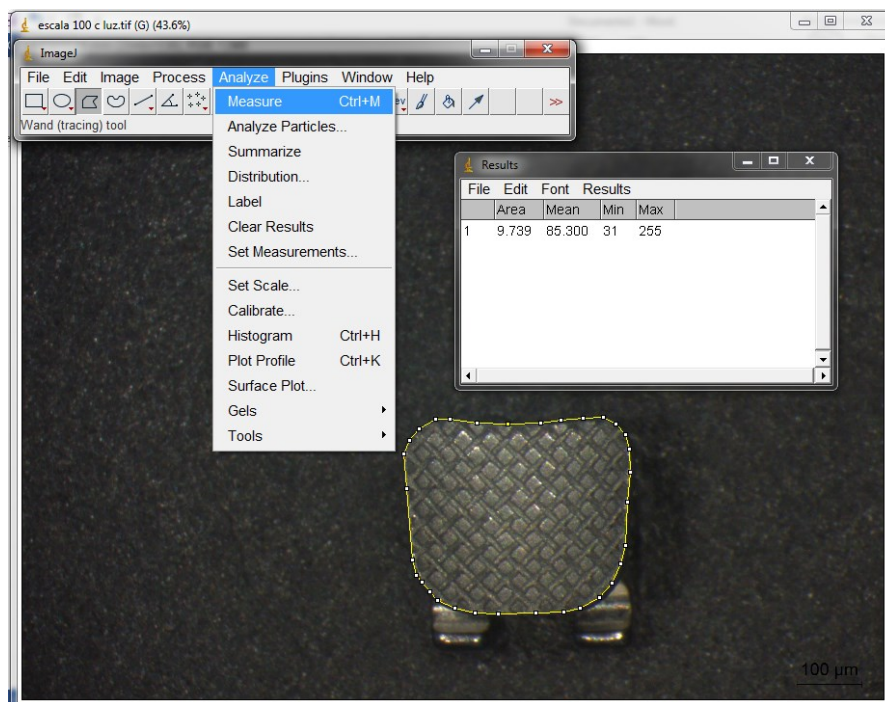 escala 100 c luz.tif (G) (43.6%)
ImageJ
File Edit Image Process Analyze Plugins Window Help
Wand (tracing) tool
Measure Ctrl+M
Analyze Particles...
Summarize
Distribution...
Label
Clear Results
Set Measurements...
Set Scale...
Calibrate...
Histogram Ctrl+H
Plot Profile Ctrl+K
Surface Plot...
Gels
Tools
Results
File Edit Font Results
Area Mean Min Max
1 9.739 85.300 31 255
100 µm